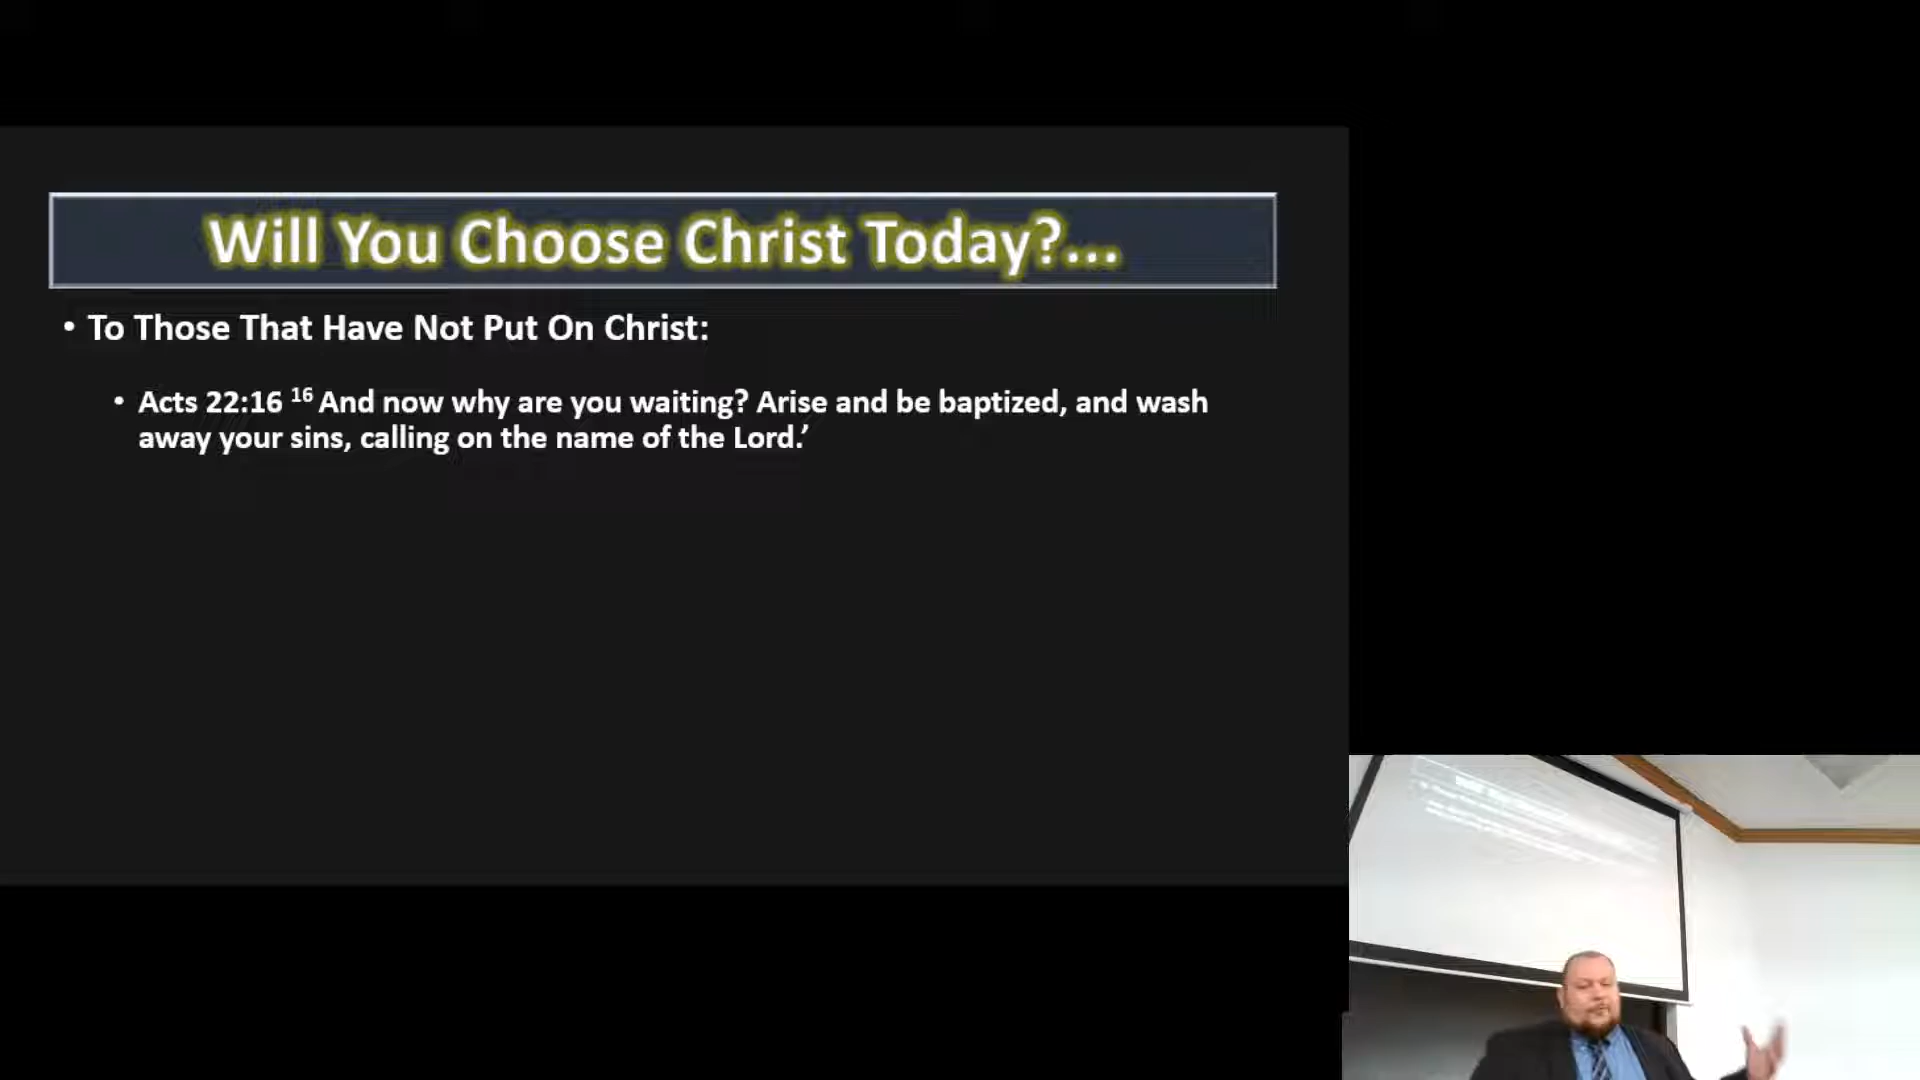 Will You Choose Christ Today?...
• To Those That Have Not Put On Christ:
• Acts 22:16 16 And now why are you waiting? Arise and be baptized, and wash
away your sins, calling on the name of the Lord.’